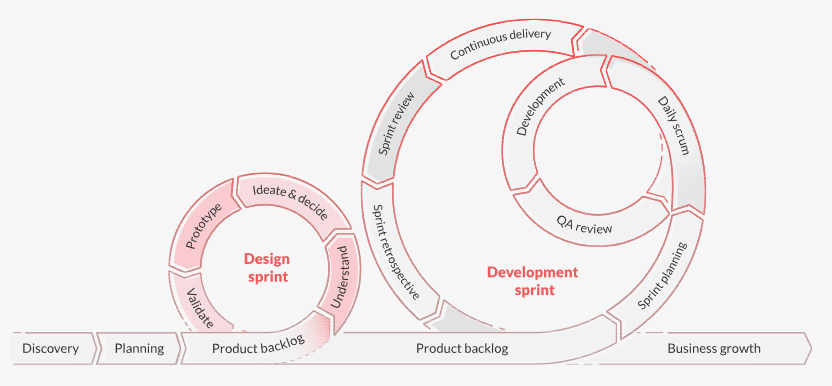 Continuous delivery
Sprint review
Development
Daily scrum
Ideate & decide
Prototype
Design
sprint
Understand
Validate
Sprint retrospective
QA review
Development
sprint
Sprint planning
Discovery
Planning
Product backlog
Product backlog
Business growth